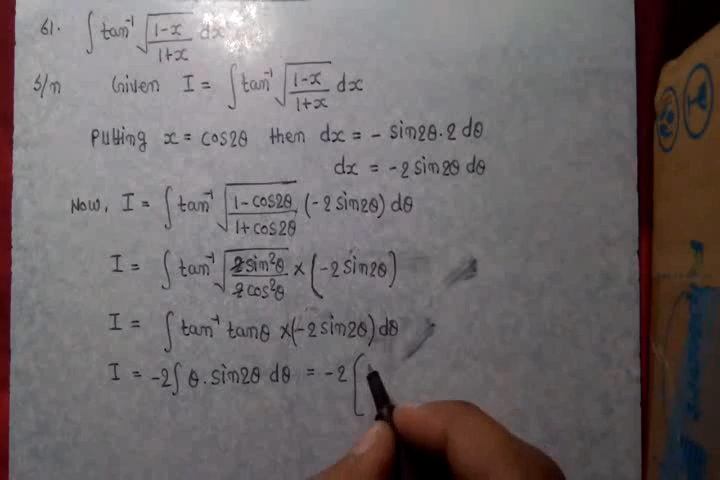 61. ∫ tan⁻¹ √((1-x)/(1+x)) dx
S/n Given I = ∫ tan⁻¹ √((1-x)/(1+x)) dx
Putting x = cos2θ then dx = - sin2θ.2 dθ
dx = -2 sin2θ dθ
Now, I = ∫ tan⁻¹ √((1-cos2θ)/(1+cos2θ)) (-2 sin2θ) dθ
I = ∫ tan⁻¹ √((2sin²θ)/(2cos²θ)) × (-2 sin2θ)
I = ∫ tan⁻¹ tanθ ×(-2 sin2θ) dθ
I = -2∫ θ. sin2θ dθ = -2 [